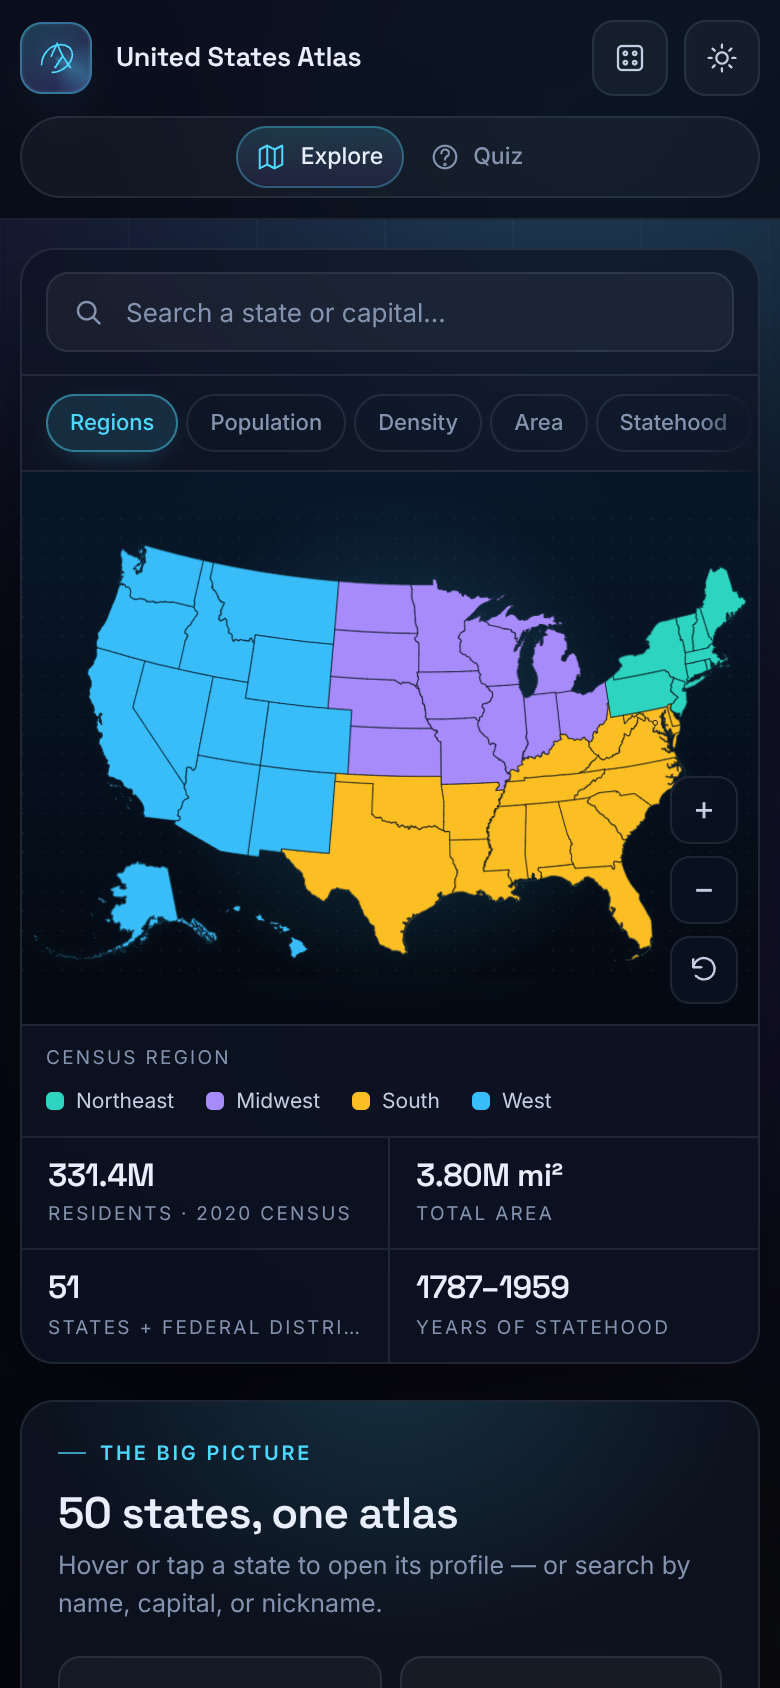 United States Atlas
Explore
Quiz
Search a state or capital...
Regions
Population
Density
Area
Statehood
+
−
CENSUS REGION
Northeast
Midwest
South
West
331.4M
RESIDENTS · 2020 CENSUS
3.80M mi²
TOTAL AREA
51
STATES + FEDERAL DISTRI...
1787–1959
YEARS OF STATEHOOD
THE BIG PICTURE
50 states, one atlas
Hover or tap a state to open its profile — or search by
name, capital, or nickname.